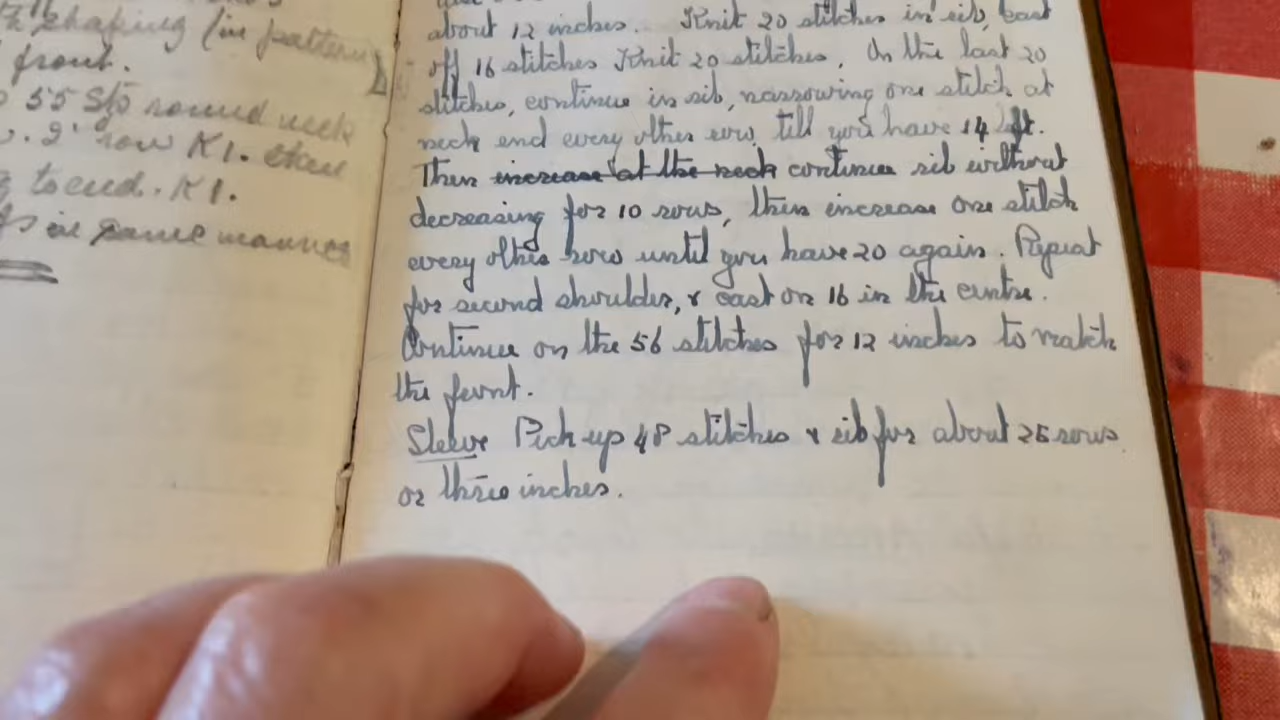 shaping (in pattern)
front.
55 Sts round neck
2ⁿ row K1.
to end. K1.
in same manner
about 12 inches. Knit 20 stitches in rib, cast
off 16 stitches Knit 20 stitches, On the last 20
stitches, continue in rib, narrowing one stitch at
neck end every other row till you have 14 left.
Then increase at the neck continue rib without
decreasing for 10 rows, then increase one stitch
every other row until you have 20 again. Repeat
for second shoulder, & cast on 16 in the centre.
Continue on the 56 stitches for 12 inches to match
the front.
Sleeve Pick up 48 stitches & rib for about 25 rows
or three inches.